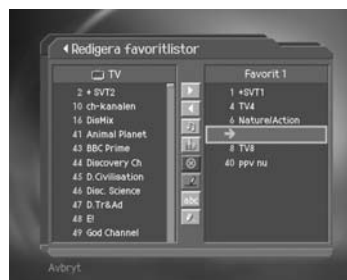 Redigera favoritlistor
TV
2 + SVT2
10 ch-kanalen
16 DisMix
41 Animal Planet
43 BBC Prime
44 Discovery Ch
45 D.Civilisation
46 Disc. Science
47 D.Tr&Ad
48 E!
49 God Channel
abc
Favorit 1
1 +SVT1
4 TV4
6 Nature/Action
8 TV8
40 ppv nu
Avbryt